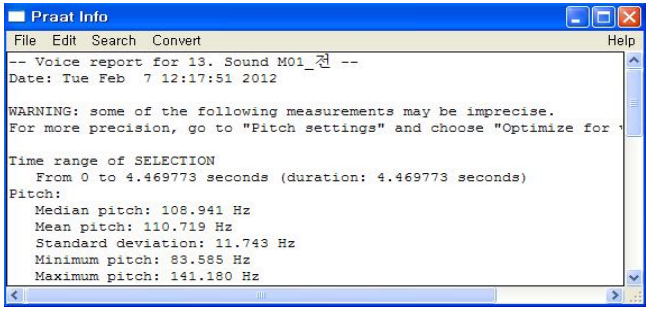 Praat Info
File Edit Search Convert Help
-- Voice report for 13. Sound M01_전 --
Date: Tue Feb  7 12:17:51 2012
WARNING: some of the following measurements may be imprecise.
For more precision, go to "Pitch settings" and choose "Optimize for
Time range of SELECTION
From 0 to 4.469773 seconds (duration: 4.469773 seconds)
Pitch:
Median pitch: 108.941 Hz
Mean pitch: 110.719 Hz
Standard deviation: 11.743 Hz
Minimum pitch: 83.585 Hz
Maximum pitch: 141.180 Hz